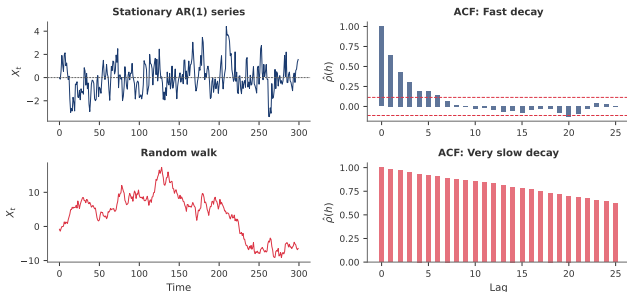 Stationary AR(1) series
X_t
4
2
0
−2
0 50 100 150 200 250 300
ACF: Fast decay
ρ̂(h)
1.00
0.75
0.50
0.25
0.00
0 5 10 15 20 25
Random walk
X_t
10
0
−10
0 50 100 150 200 250 300
Time
ACF: Very slow decay
ρ̂(h)
1.00
0.75
0.50
0.25
0.00
0 5 10 15 20 25
Lag